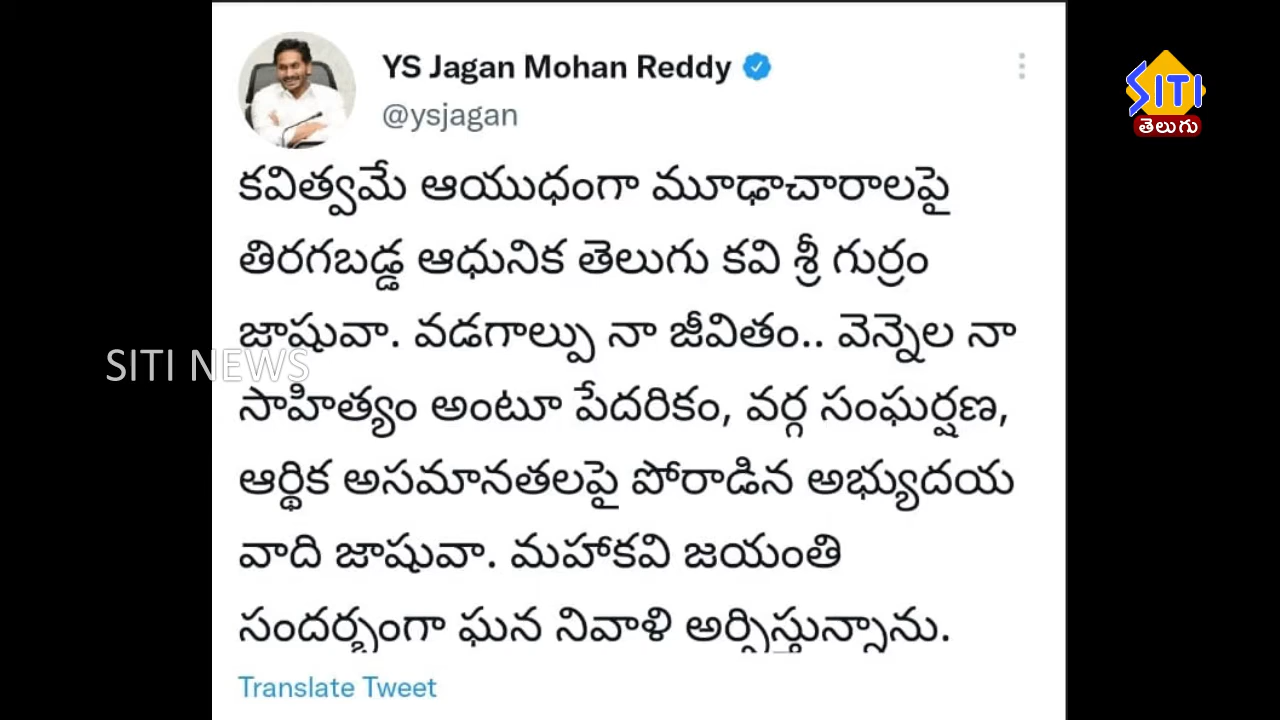 YS Jagan Mohan Reddy
@ysjagan
SITI
తెలుగు
కవిత్వమే ఆయుధంగా మూఢాచారాలపై
తిరగబడ్డ ఆధునిక తెలుగు కవి శ్రీ గుర్రం
జాషువా. వడగాల్పు నా జీవితం.. వెన్నెల నా
SITI NEWS
సాహిత్యం అంటూ పేదరికం, వర్గ సంఘర్షణ,
ఆర్థిక అసమానతలపై పోరాడిన అభ్యుదయ
వాది జాషువా. మహాకవి జయంతి
సందర్భంగా ఘన నివాళి అర్పిస్తున్నాను.
Translate Tweet